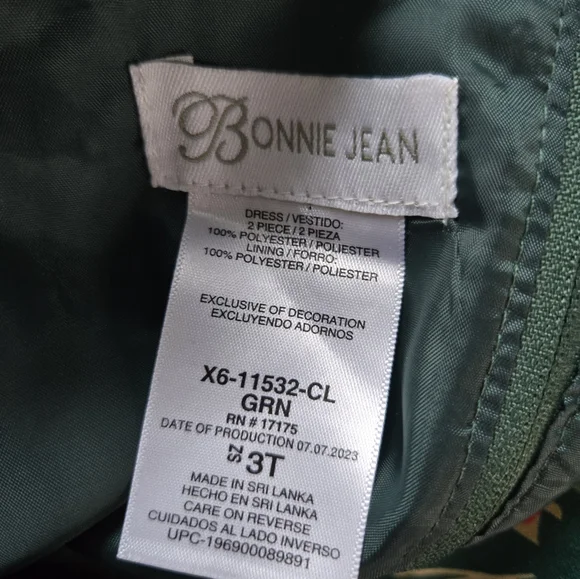 BONNIE JEAN
DRESS / VESTIDO:
2 PIECE / 2 PIEZA
100% POLYESTER / POLIESTER
LINING / FORRO:
100% POLYESTER / POLIESTER
EXCLUSIVE OF DECORATION
EXCLUYENDO ADORNOS
X6-11532-CL
GRN
RN # 17175
DATE OF PRODUCTION 07.07.2023
SZ 3T
MADE IN SRI LANKA
HECHO EN SRI LANKA
CARE ON REVERSE
CUIDADOS AL LADO INVERSO
UPC-196900089891